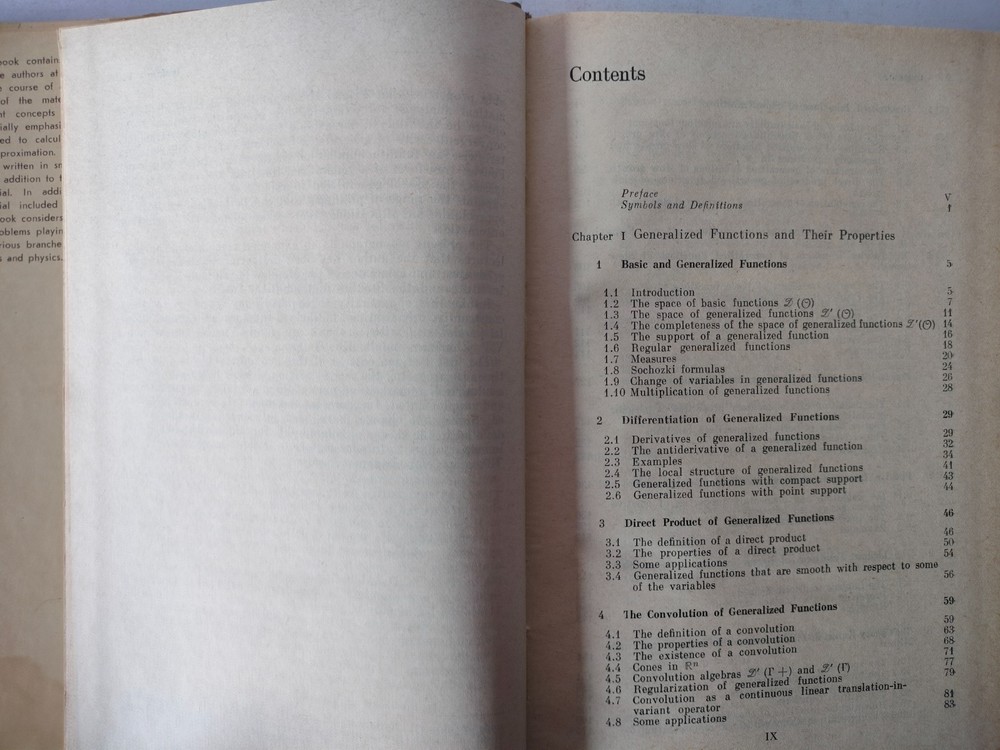 book contain
e authors at
e course of
of the mate
nt concepts
ially emphasi
ed to calcul
proximation.
written in sm
addition to t
ial. In addi
ial included
ook considers
oblems playin
vious branche
s and physics.
Contents
Preface V
Symbols and Definitions 1
Chapter I Generalized Functions and Their Properties
1 Basic and Generalized Functions 5
1.1 Introduction 5
1.2 The space of basic functions 𝒟 (𝒪) 7
1.3 The space of generalized functions 𝒟′ (𝒪) 11
1.4 The completeness of the space of generalized functions 𝒟′(𝒪) 14
1.5 The support of a generalized function 16
1.6 Regular generalized functions 18
1.7 Measures 20
1.8 Sochozki formulas 24
1.9 Change of variables in generalized functions 26
1.10 Multiplication of generalized functions 28
2 Differentiation of Generalized Functions 29
2.1 Derivatives of generalized functions 29
2.2 The antiderivative of a generalized function 32
2.3 Examples 34
2.4 The local structure of generalized functions 41
2.5 Generalized functions with compact support 43
2.6 Generalized functions with point support 44
3 Direct Product of Generalized Functions 46
3.1 The definition of a direct product 46
3.2 The properties of a direct product 50
3.3 Some applications 54
3.4 Generalized functions that are smooth with respect to some
of the variables 56
4 The Convolution of Generalized Functions 59
4.1 The definition of a convolution 59
4.2 The properties of a convolution 63
4.3 The existence of a convolution 68
4.4 Cones in ℝⁿ 71
4.5 Convolution algebras 𝒟′ (Γ +) and 𝒟′ (Γ) 77
4.6 Regularization of generalized functions 79
4.7 Convolution as a continuous linear translation-in-
variant operator 81
4.8 Some applications 83
IX